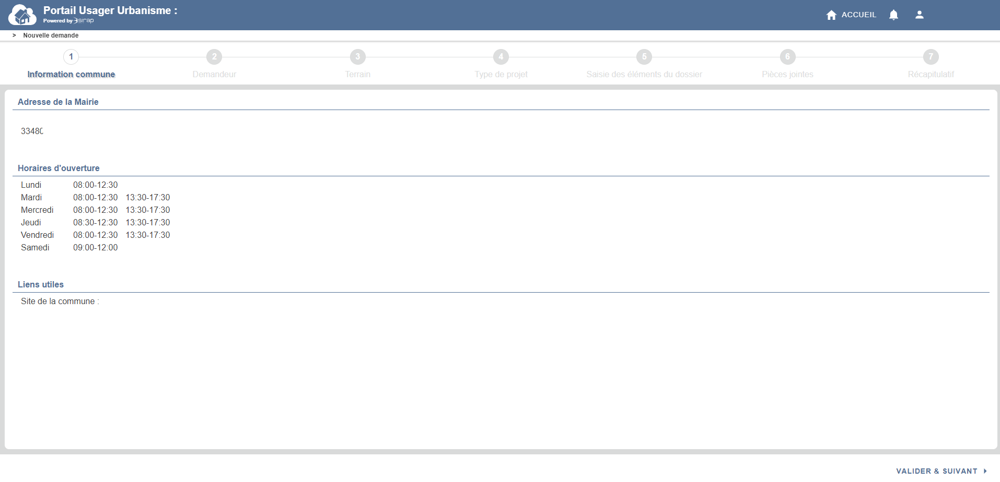 Portail Usager Urbanisme :
Powered by sirap
ACCUEIL
> Nouvelle demande
1 2 3 4 5 6 7
Information commune Demandeur Terrain Type de projet Saisie des éléments du dossier Pièces jointes Récapitulatif
Adresse de la Mairie
33480
Horaires d'ouverture
Lundi 08:00-12:30
Mardi 08:00-12:30 13:30-17:30
Mercredi 08:00-12:30 13:30-17:30
Jeudi 08:30-12:30 13:30-17:30
Vendredi 08:00-12:30 13:30-17:30
Samedi 09:00-12:00
Liens utiles
Site de la commune :
VALIDER & SUIVANT